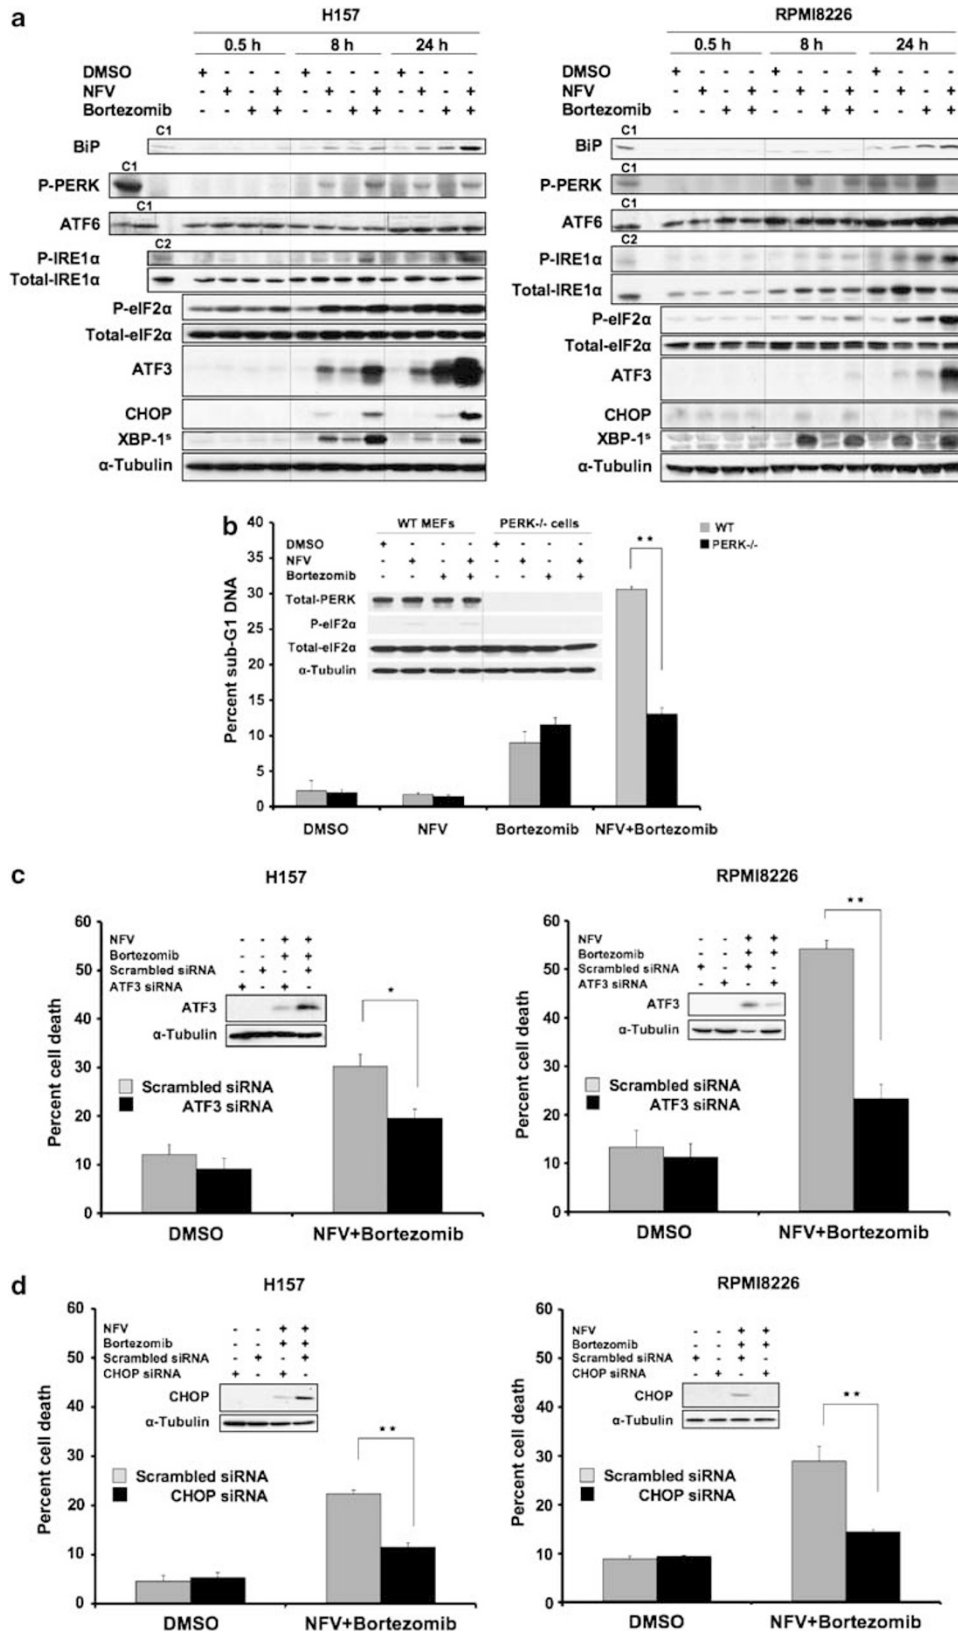 a
H157
0.5 h 8 h 24 h
DMSO + - - - + - - - + - - -
NFV - + - + - + - + - + - +
Bortezomib - - + + - - + + - - + +
C1
BiP
C1
P-PERK
C1
ATF6
C2
P-IRE1α
Total-IRE1α
P-eIF2α
Total-eIF2α
ATF3
CHOP
XBP-1s
α-Tubulin
RPMI8226
0.5 h 8 h 24 h
DMSO + - - - + - - - + - - -
NFV - + - + - + - + - + - +
Bortezomib - - + + - - + + - - + +
C1
BiP
C1
P-PERK
C1
ATF6
C2
P-IRE1α
Total-IRE1α
P-eIF2α
Total-eIF2α
ATF3
CHOP
XBP-1s
α-Tubulin
b
Percent sub-G1 DNA
40
35
30
25
20
15
10
5
0
WT MEFs PERK-/- cells
DMSO + - - - + - - -
NFV - + - + - + - +
Bortezomib - - + + - - + +
Total-PERK
P-eIF2α
Total-eIF2α
α-Tubulin
WT
PERK-/-
**
DMSO NFV Bortezomib NFV+Bortezomib
c
H157
Percent cell death
60
50
40
30
20
10
0
NFV - - + +
Bortezomib - - + +
Scrambled siRNA - + - +
ATF3 siRNA + - + -
ATF3
α-Tubulin
*
Scrambled siRNA
ATF3 siRNA
DMSO NFV+Bortezomib
RPMI8226
Percent cell death
60
50
40
30
20
10
0
NFV - - + +
Bortezomib - - + +
Scrambled siRNA + - + -
ATF3 siRNA - + - +
ATF3
α-Tubulin
**
Scrambled siRNA
ATF3 siRNA
DMSO NFV+Bortezomib
d
H157
Percent cell death
60
50
40
30
20
10
0
NFV - - + +
Bortezomib - - + +
Scrambled siRNA - + - +
CHOP siRNA + - + -
CHOP
α-Tubulin
**
Scrambled siRNA
CHOP siRNA
DMSO NFV+Bortezomib
RPMI8226
Percent cell death
60
50
40
30
20
10
0
NFV - - + +
Bortezomib - - + +
Scrambled siRNA + - + -
CHOP siRNA - + - +
CHOP
α-Tubulin
**
Scrambled siRNA
CHOP siRNA
DMSO NFV+Bortezomib